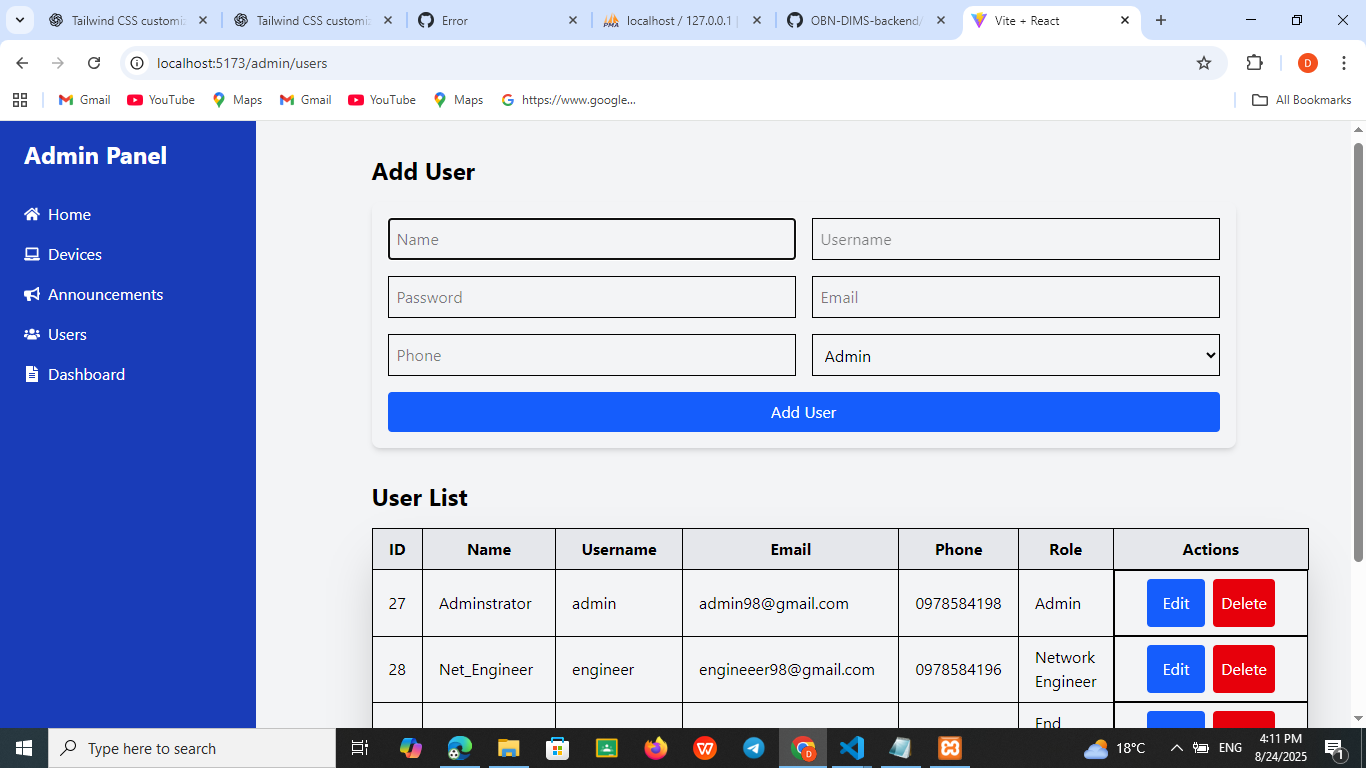 Tailwind CSS customiz
Tailwind CSS customiz
Error
localhost / 127.0.0.1 |
OBN-DIMS-backend/
Vite + React
localhost:5173/admin/users
D
Gmail
YouTube
Maps
Gmail
YouTube
Maps
https://www.google...
All Bookmarks
Admin Panel
Home
Devices
Announcements
Users
Dashboard
Add User
Name
Username
Password
Email
Phone
Admin
Add User
User List
ID Name Username Email Phone Role Actions
27 Adminstrator admin admin98@gmail.com 0978584198 Admin Edit Delete
28 Net_Engineer engineer engineeer98@gmail.com 0978584196 Network Engineer Edit Delete
End
Type here to search
18°C
ENG
4:11 PM
8/24/2025
1